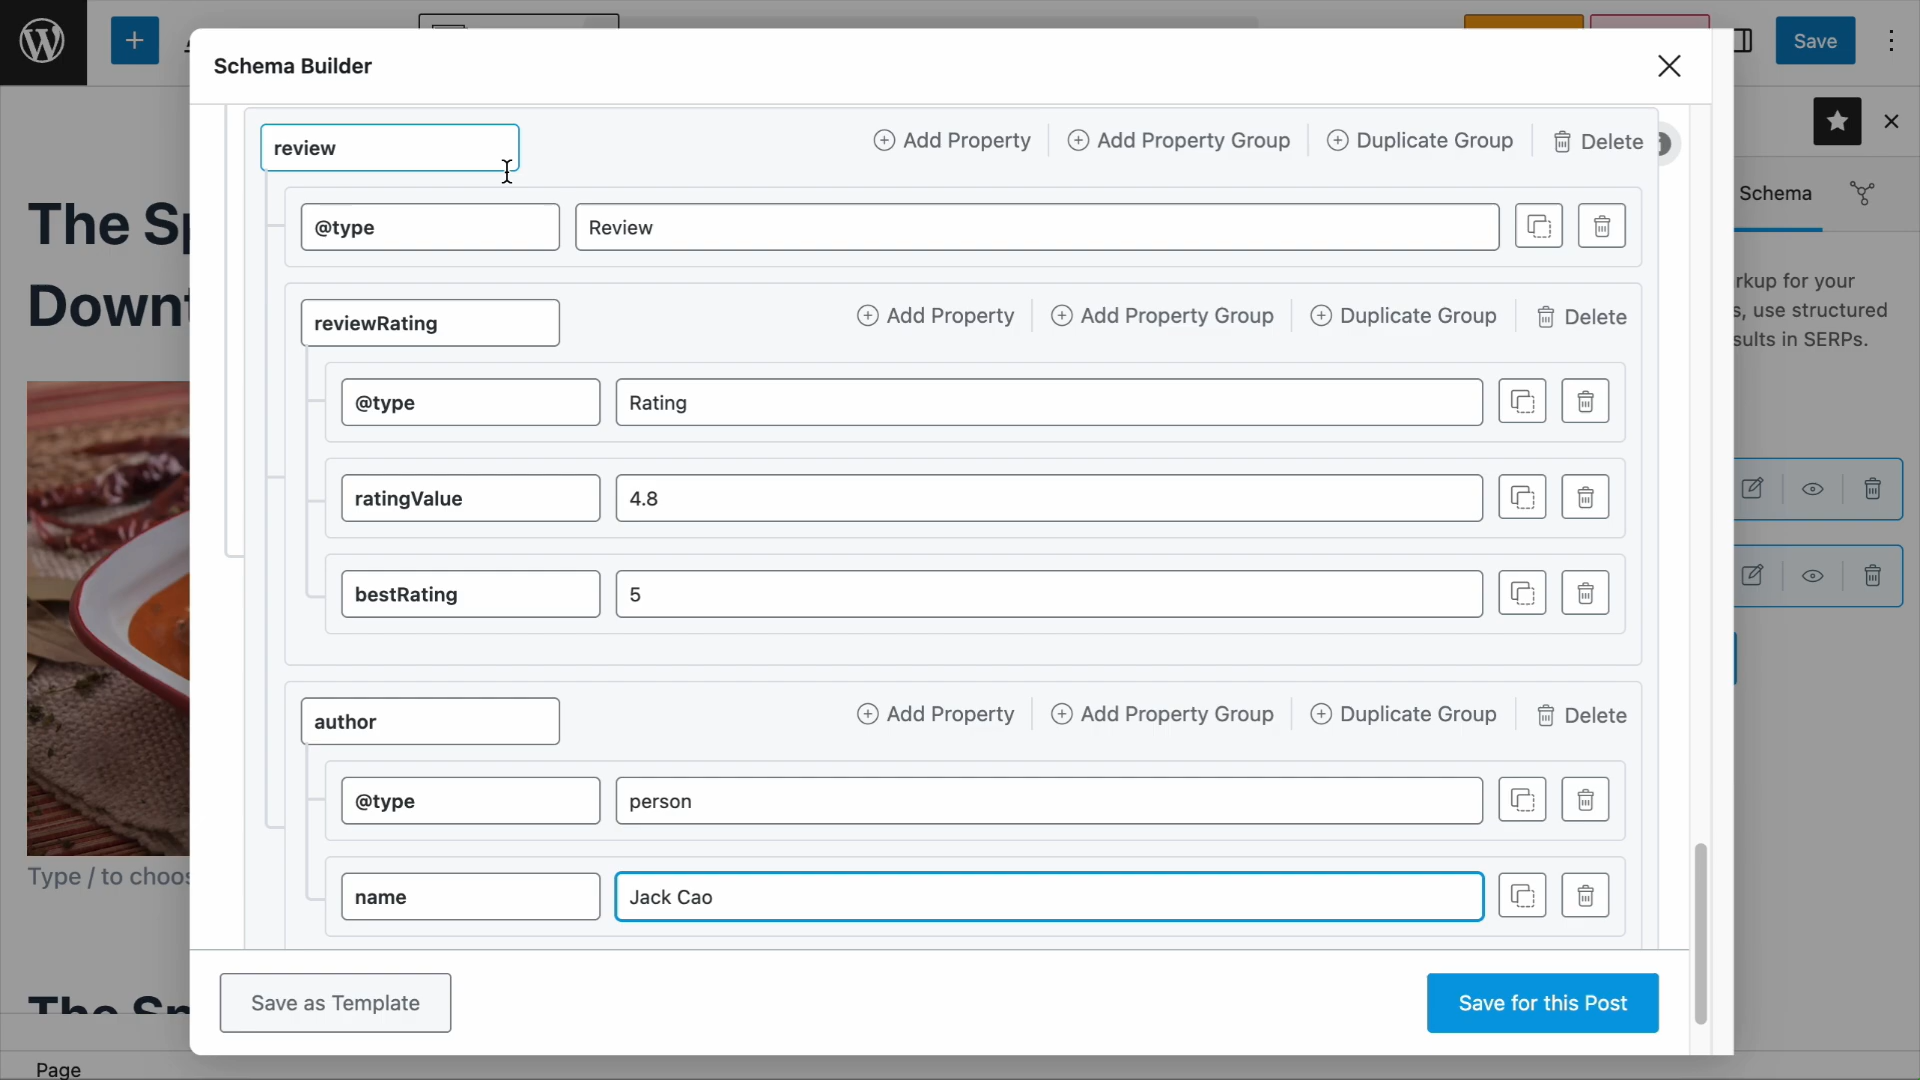 Save
Schema Builder
review
Add Property
Add Property Group
Duplicate Group
Delete
@type
Review
reviewRating
Add Property
Add Property Group
Duplicate Group
Delete
@type
Rating
ratingValue
4.8
bestRating
5
author
Add Property
Add Property Group
Duplicate Group
Delete
@type
person
name
Jack Cao
Save as Template
Save for this Post
The Sp
Down
Type / to choos
Page
Schema
rkup for your
s, use structured
sults in SERPs.